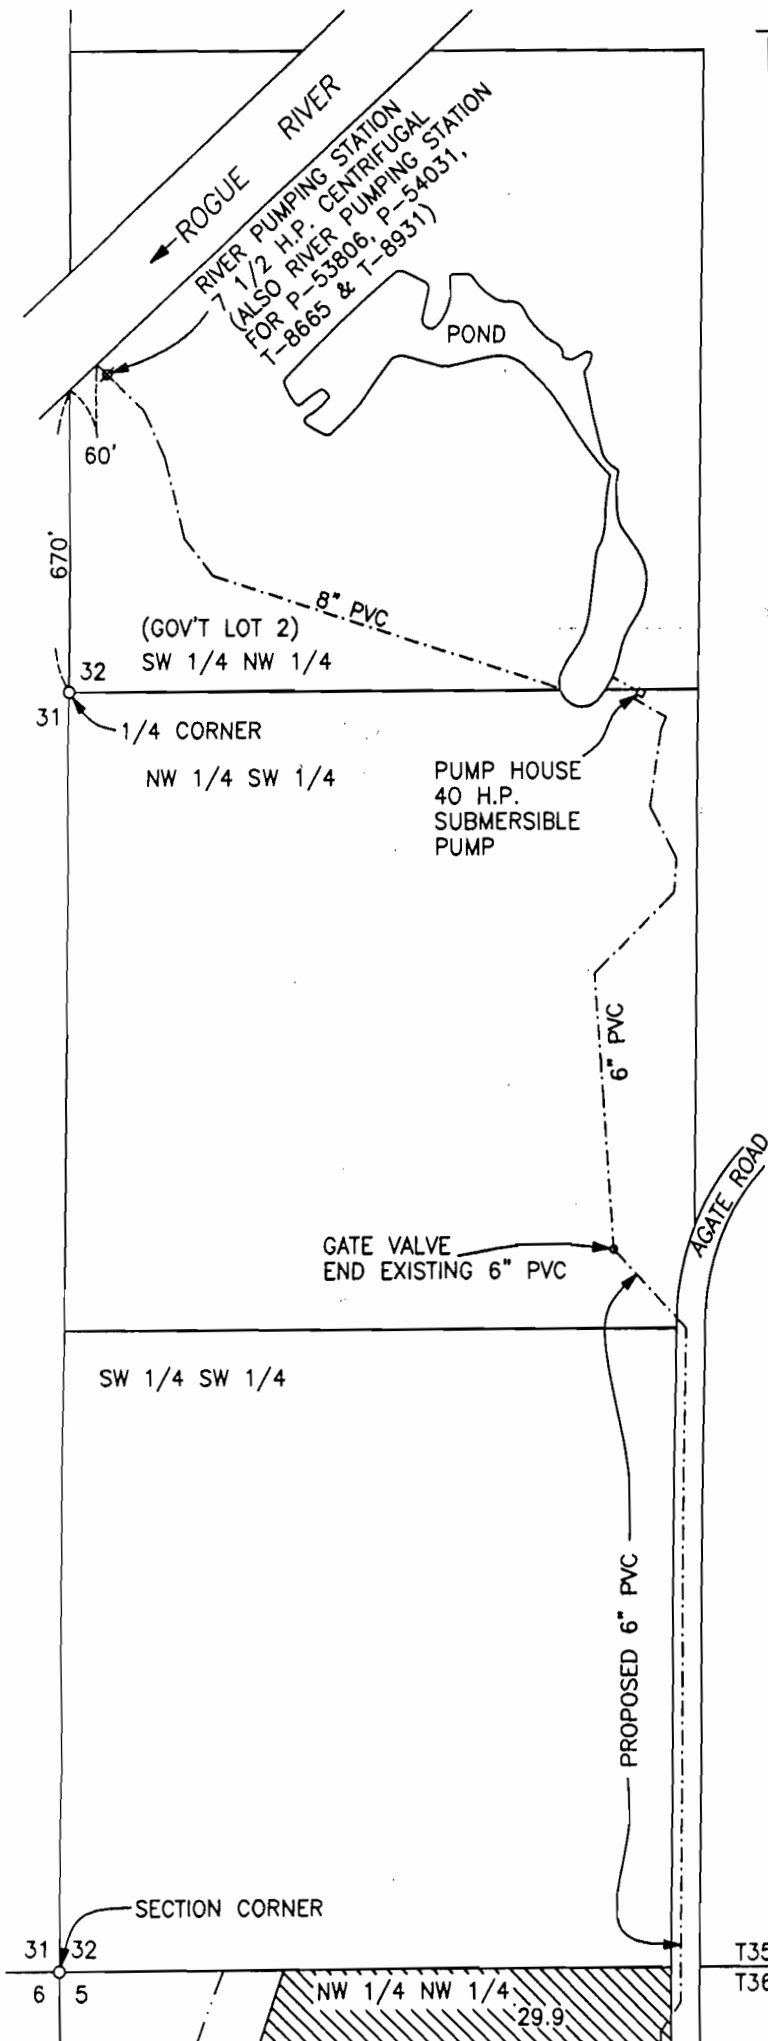 ROGUE RIVER
RIVER PUMPING STATION
7 1/2 H.P. CENTRIFUGAL
(ALSO RIVER PUMPING STATION
FOR P-53806, P-54031,
T-8665 & T-8931)
POND
60'
670'
8" PVC
(GOV'T LOT 2)
SW 1/4 NW 1/4
32
31
1/4 CORNER
NW 1/4 SW 1/4
PUMP HOUSE
40 H.P.
SUBMERSIBLE
PUMP
6" PVC
AGATE ROAD
GATE VALVE
END EXISTING 6" PVC
SW 1/4 SW 1/4
PROPOSED 6" PVC
SECTION CORNER
31 32
6 5
T35
T36
NW 1/4 NW 1/4
29.9